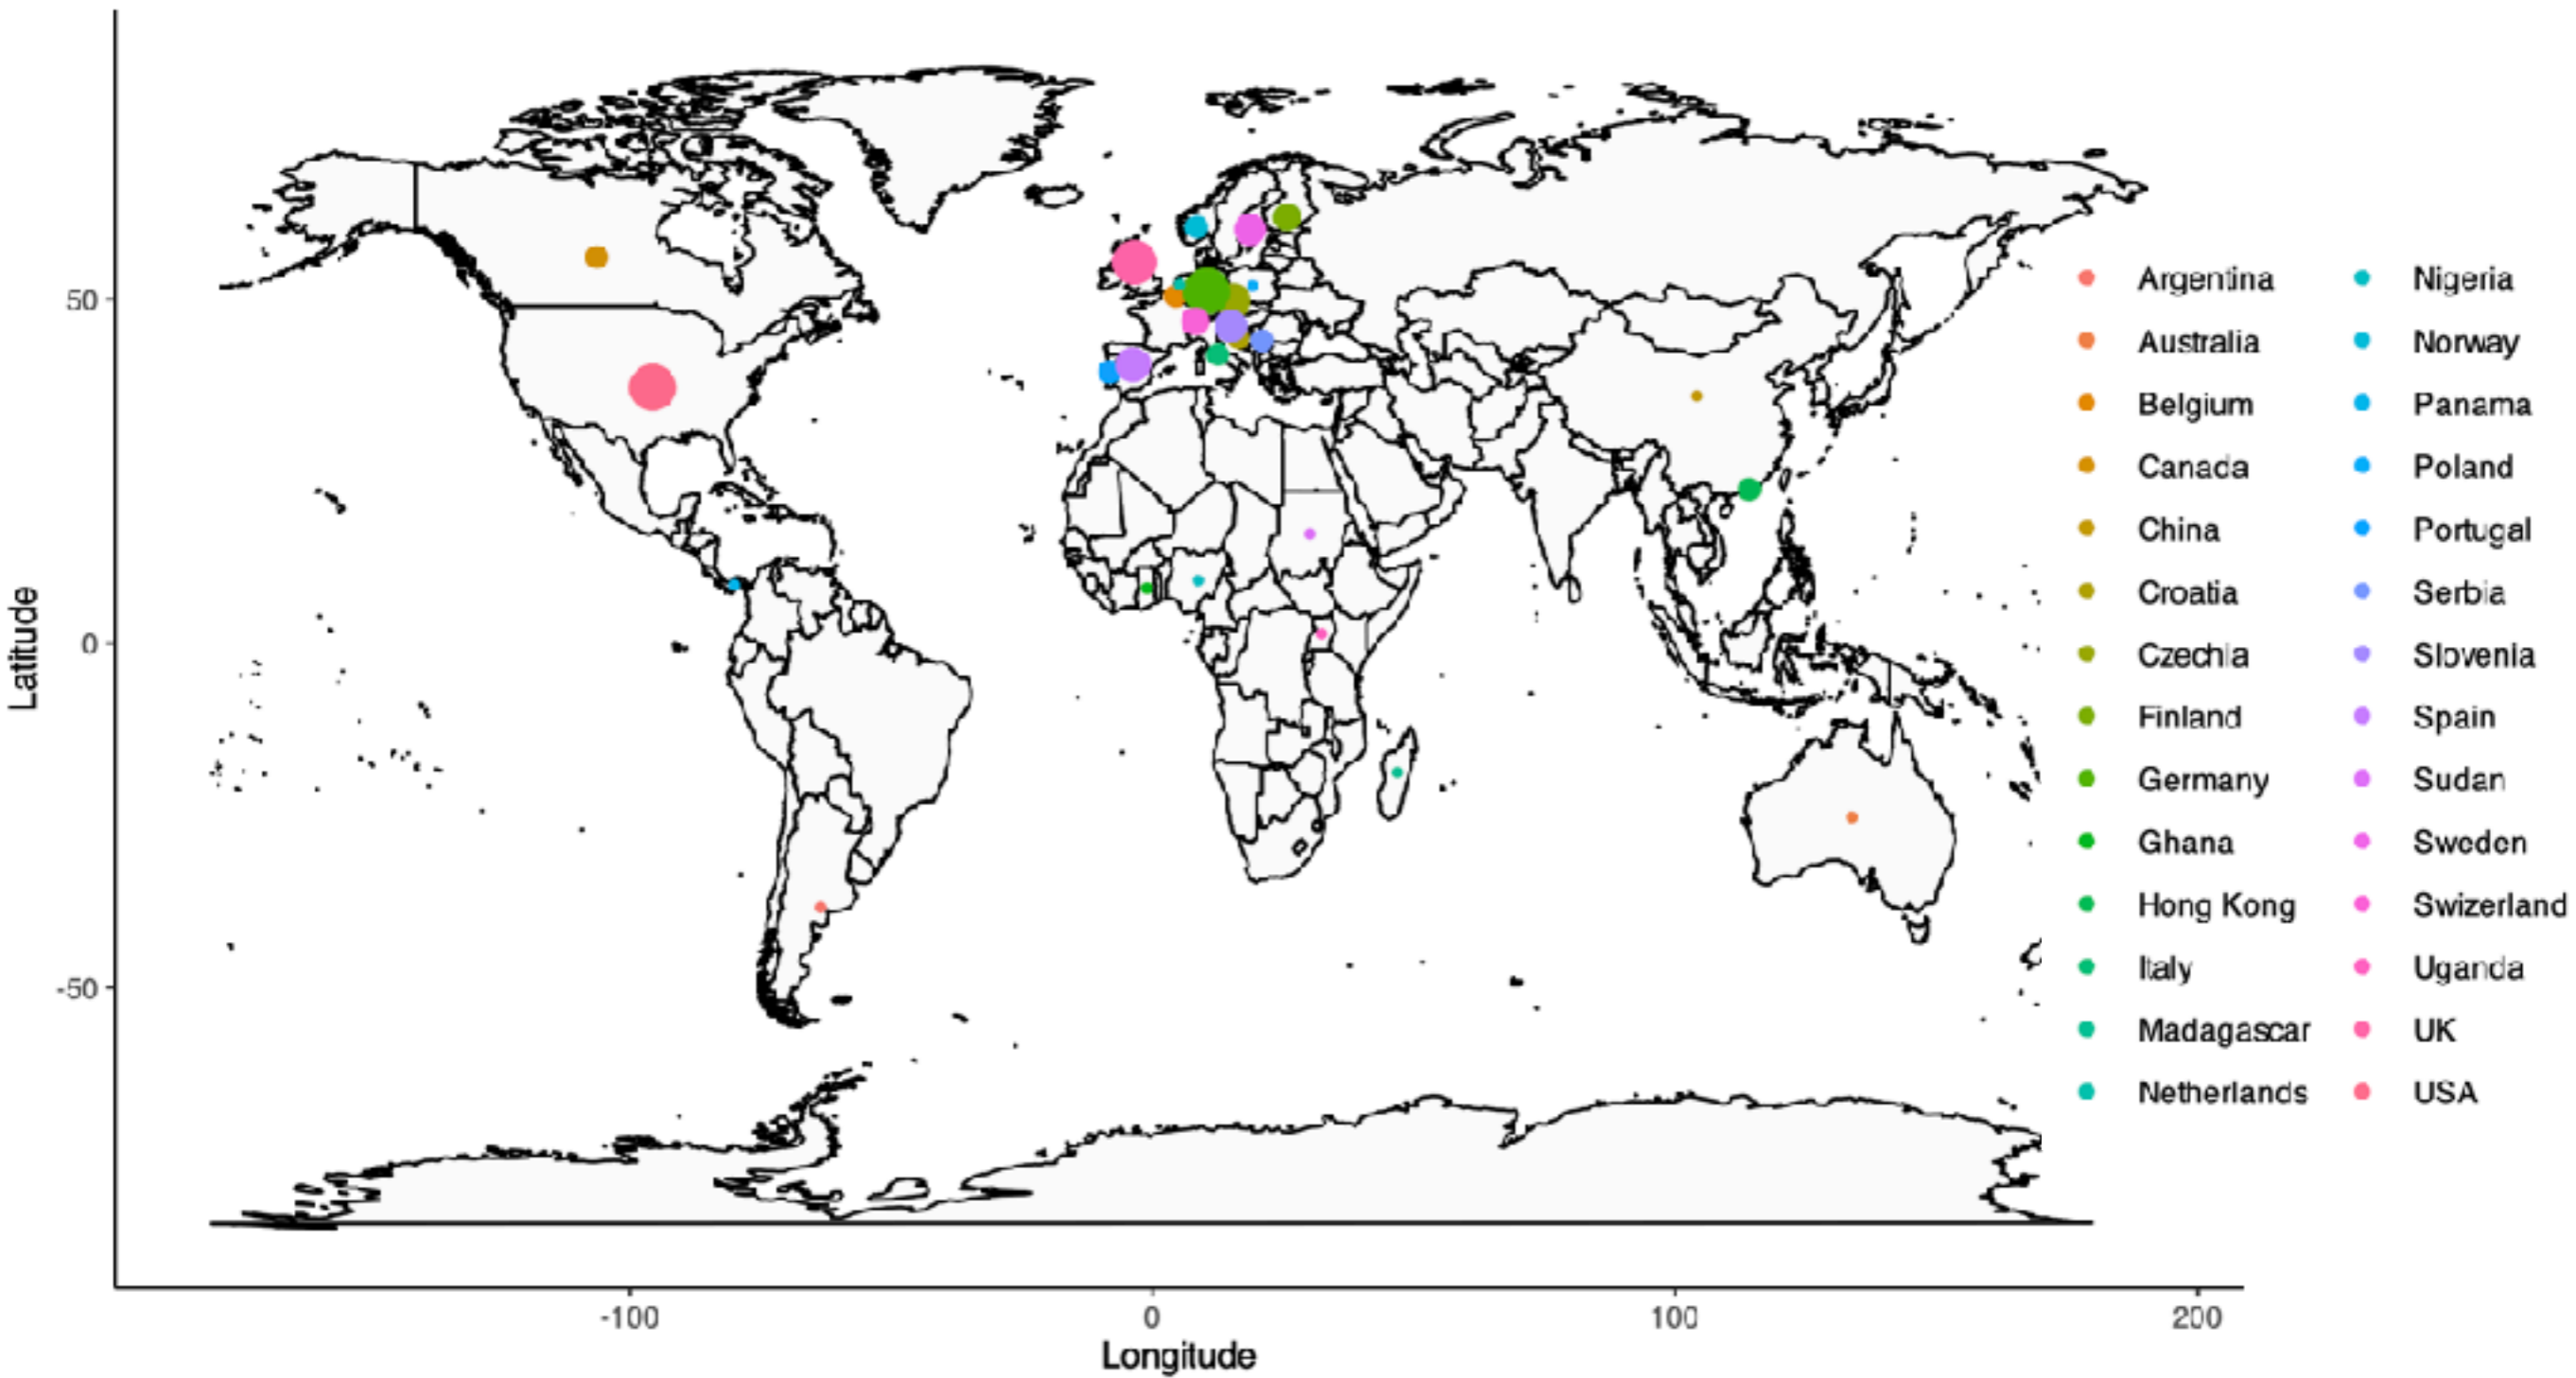 Latitude
50
0
-50
-100
0
100
200
Longitude
Argentina
Australia
Belgium
Canada
China
Croatia
Czechia
Finland
Germany
Ghana
Hong Kong
Italy
Madagascar
Netherlands
Nigeria
Norway
Panama
Poland
Portugal
Serbia
Slovenia
Spain
Sudan
Sweden
Swizerland
Uganda
UK
USA